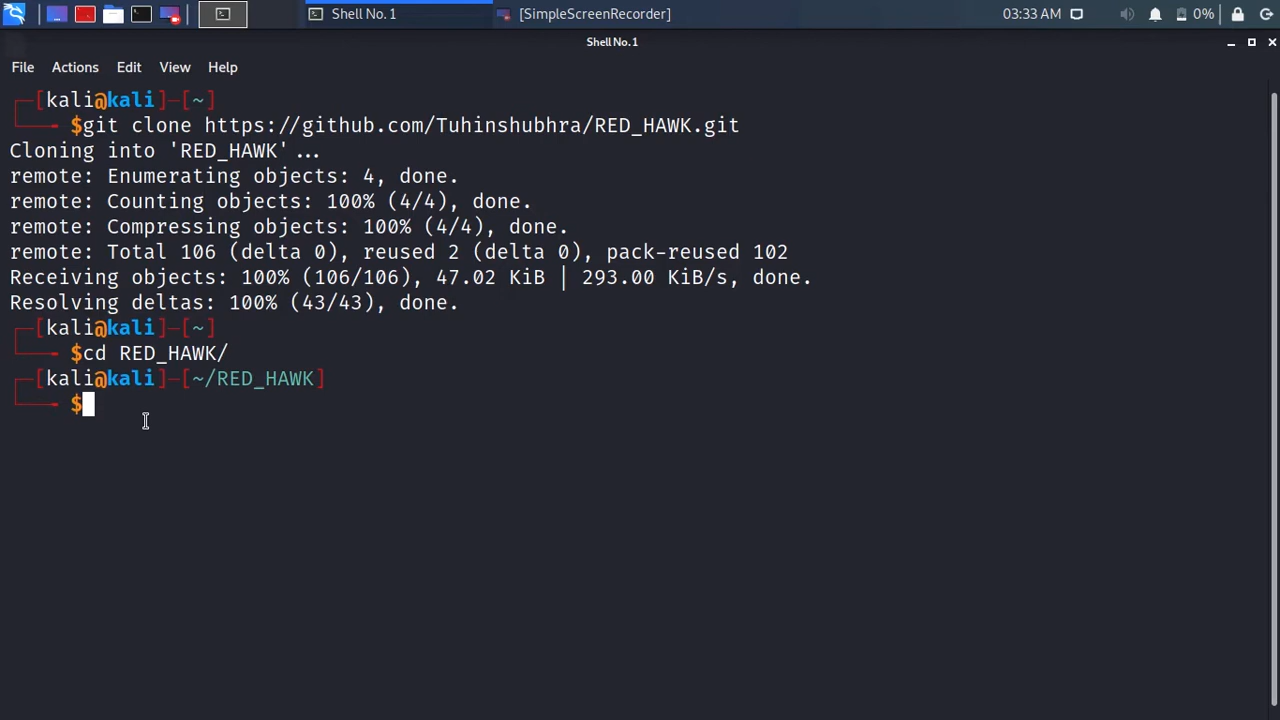 Shell No. 1
[SimpleScreenRecorder]
03:33 AM
0%
Shell No. 1
File Actions Edit View Help
[kali@kali]-[~]
$git clone https://github.com/Tuhinshubhra/RED_HAWK.git
Cloning into 'RED_HAWK'...
remote: Enumerating objects: 4, done.
remote: Counting objects: 100% (4/4), done.
remote: Compressing objects: 100% (4/4), done.
remote: Total 106 (delta 0), reused 2 (delta 0), pack-reused 102
Receiving objects: 100% (106/106), 47.02 KiB | 293.00 KiB/s, done.
Resolving deltas: 100% (43/43), done.
[kali@kali]-[~]
$cd RED_HAWK/
[kali@kali]-[~/RED_HAWK]
$